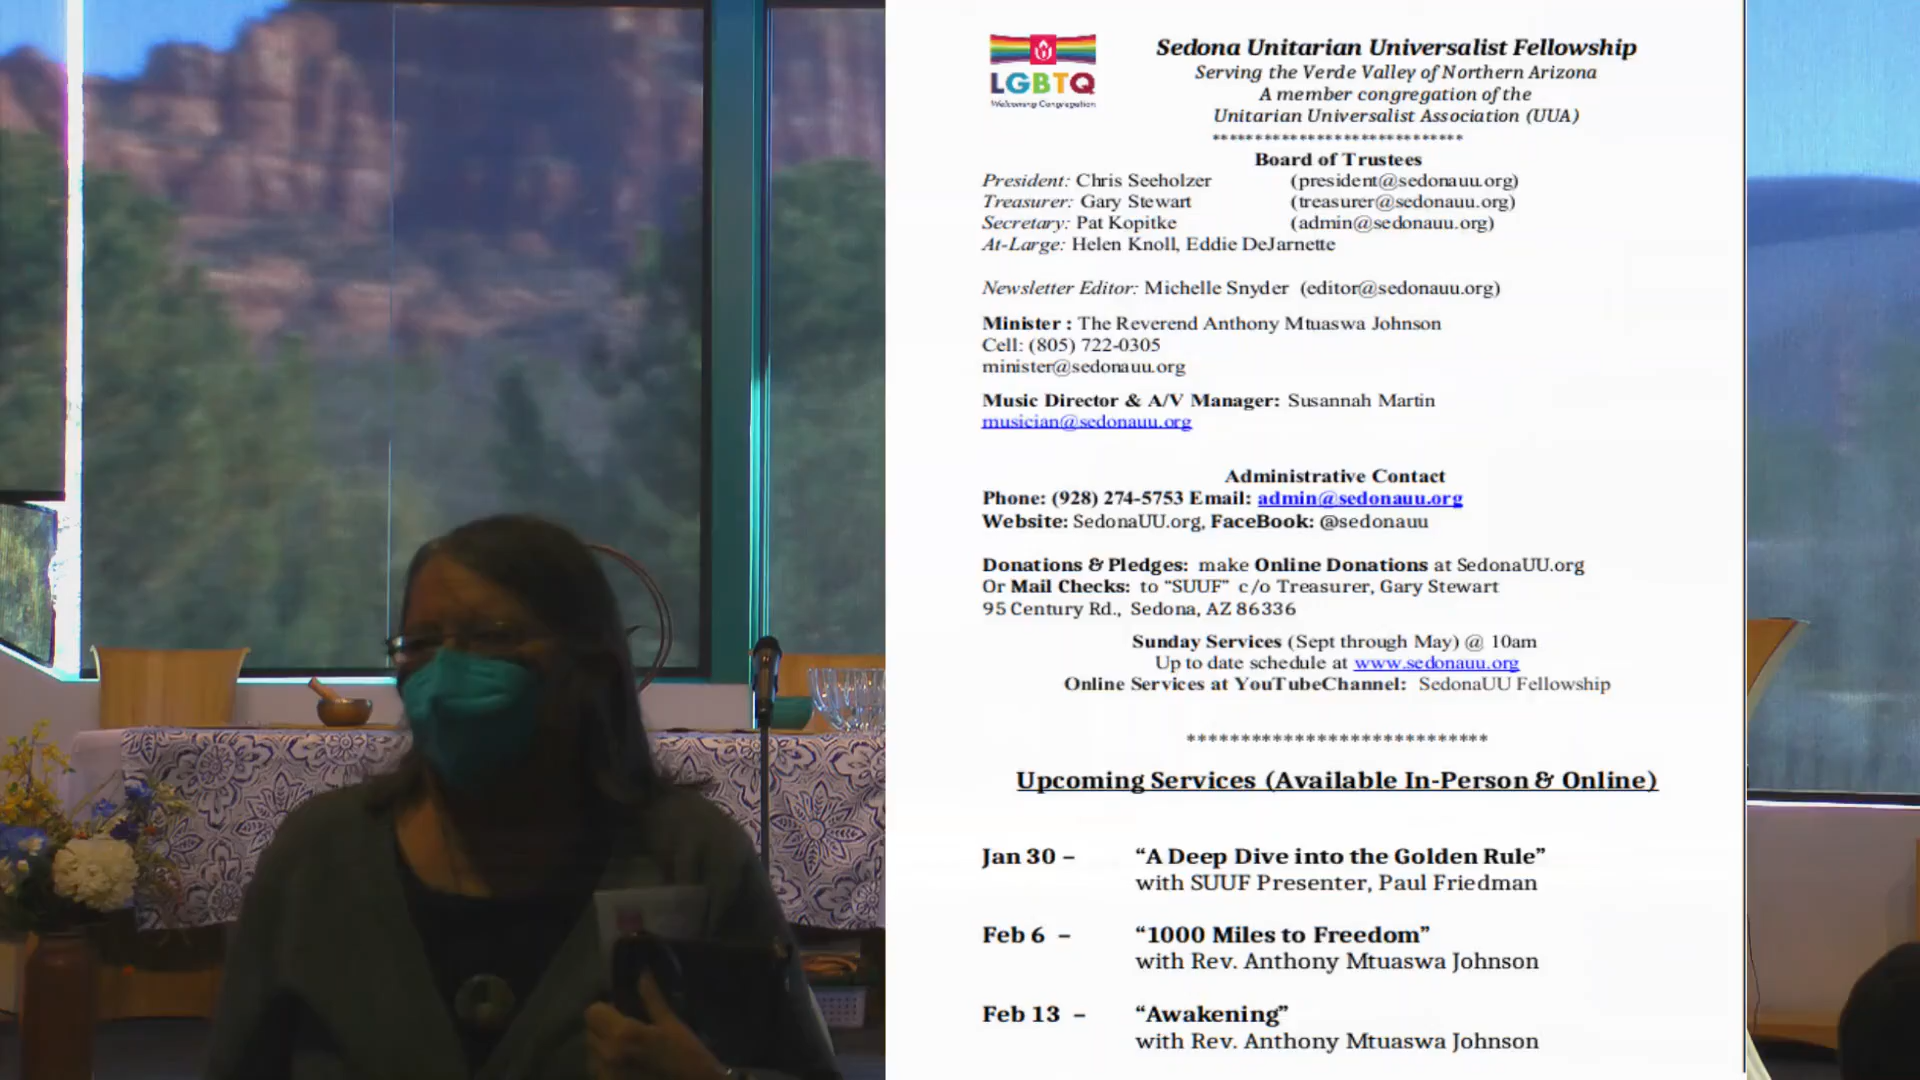 LGBTQ
Welcoming Congregation
Sedona Unitarian Universalist Fellowship
Serving the Verde Valley of Northern Arizona
A member congregation of the
Unitarian Universalist Association (UUA)
****************************
Board of Trustees
President: Chris Seeholzer (president@sedonauu.org)
Treasurer: Gary Stewart (treasurer@sedonauu.org)
Secretary: Pat Kopitke (admin@sedonauu.org)
At-Large: Helen Knoll, Eddie DeJarnette
Newsletter Editor: Michelle Snyder (editor@sedonauu.org)
Minister : The Reverend Anthony Mtuaswa Johnson
Cell: (805) 722-0305
minister@sedonauu.org
Music Director & A/V Manager: Susannah Martin
musician@sedonauu.org
Administrative Contact
Phone: (928) 274-5753 Email: admin@sedonauu.org
Website: SedonaUU.org, FaceBook: @sedonauu
Donations & Pledges: make Online Donations at SedonaUU.org
Or Mail Checks: to “SUUF” c/o Treasurer, Gary Stewart
95 Century Rd., Sedona, AZ 86336
Sunday Services (Sept through May) @ 10am
Up to date schedule at www.sedonauu.org
Online Services at YouTubeChannel: SedonaUU Fellowship
****************************
Upcoming Services (Available In-Person & Online)
Jan 30 – “A Deep Dive into the Golden Rule”
with SUUF Presenter, Paul Friedman
Feb 6 – “1000 Miles to Freedom”
with Rev. Anthony Mtuaswa Johnson
Feb 13 – “Awakening”
with Rev. Anthony Mtuaswa Johnson